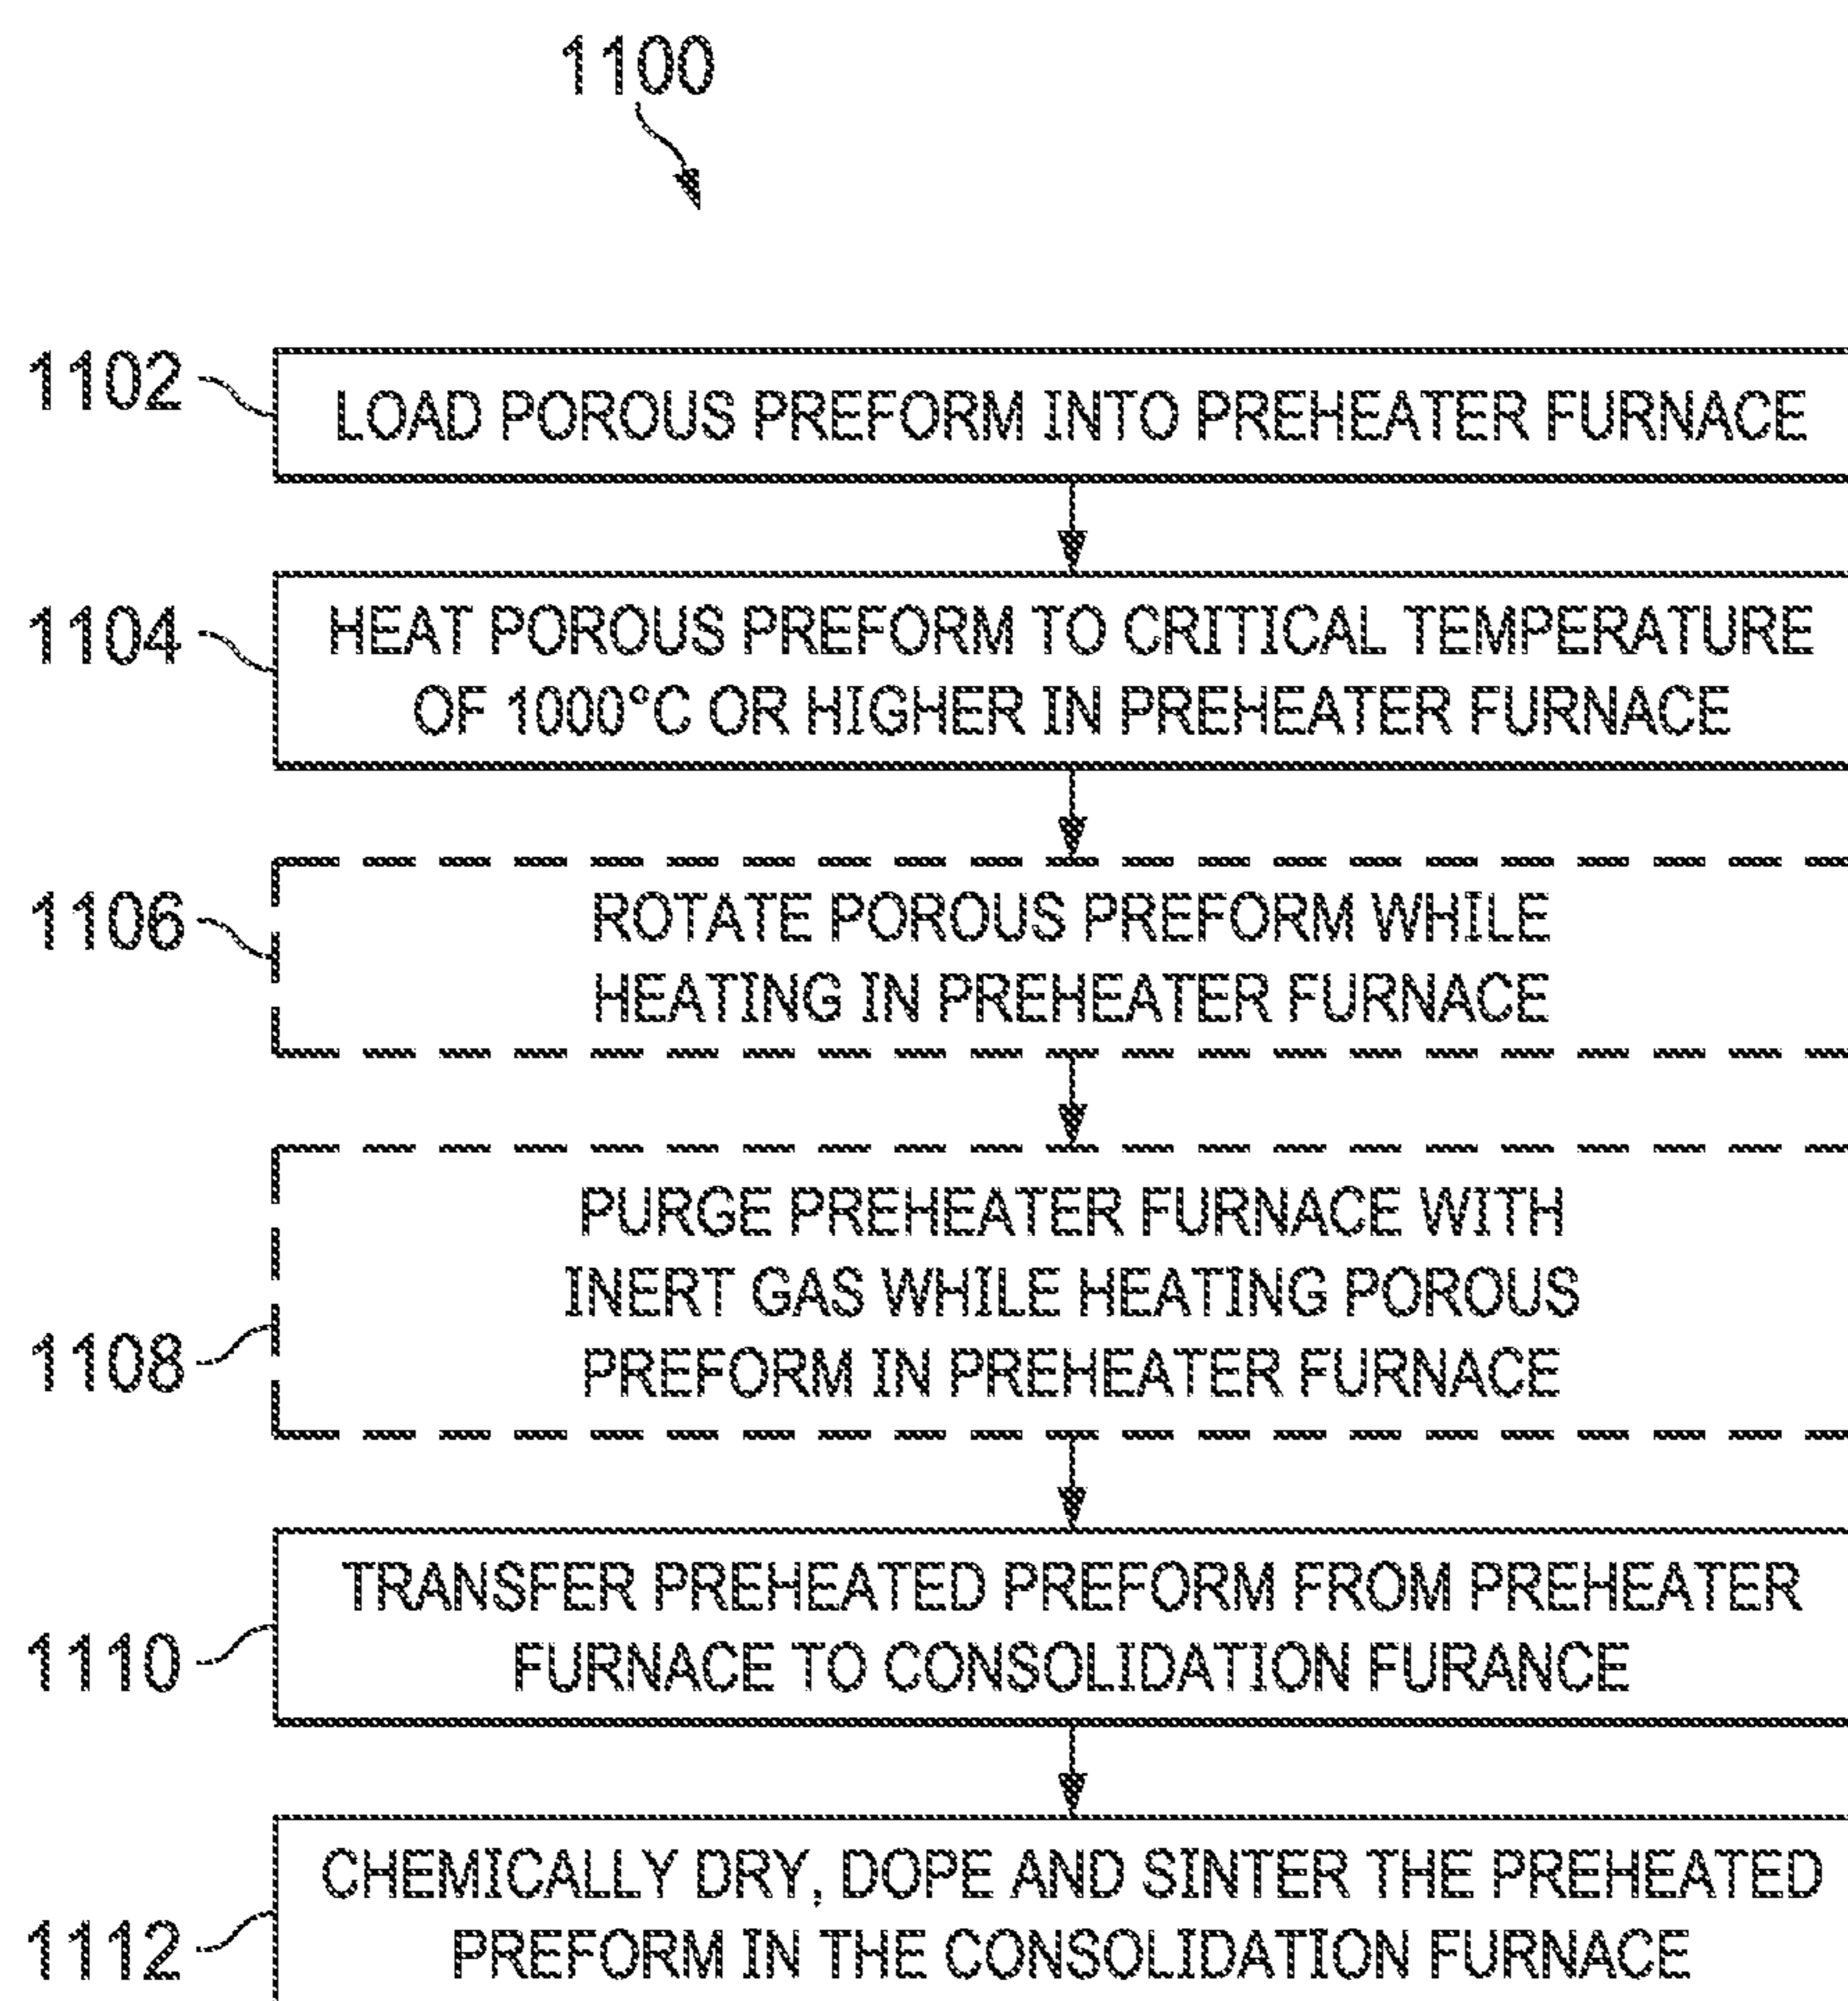 1100
1102
LOAD POROUS PREFORM INTO PREHEATER FURNACE
1104
HEAT POROUS PREFORM TO CRITICAL TEMPERATURE
OF 1000°C OR HIGHER IN PREHEATER FURNACE
1106
ROTATE POROUS PREFORM WHILE
HEATING IN PREHEATER FURNACE
1108
PURGE PREHEATER FURNACE WITH
INERT GAS WHILE HEATING POROUS
PREFORM IN PREHEATER FURNACE
1110
TRANSFER PREHEATED PREFORM FROM PREHEATER
FURNACE TO CONSOLIDATION FURANCE
1112
CHEMICALLY DRY, DOPE AND SINTER THE PREHEATED
PREFORM IN THE CONSOLIDATION FURNACE